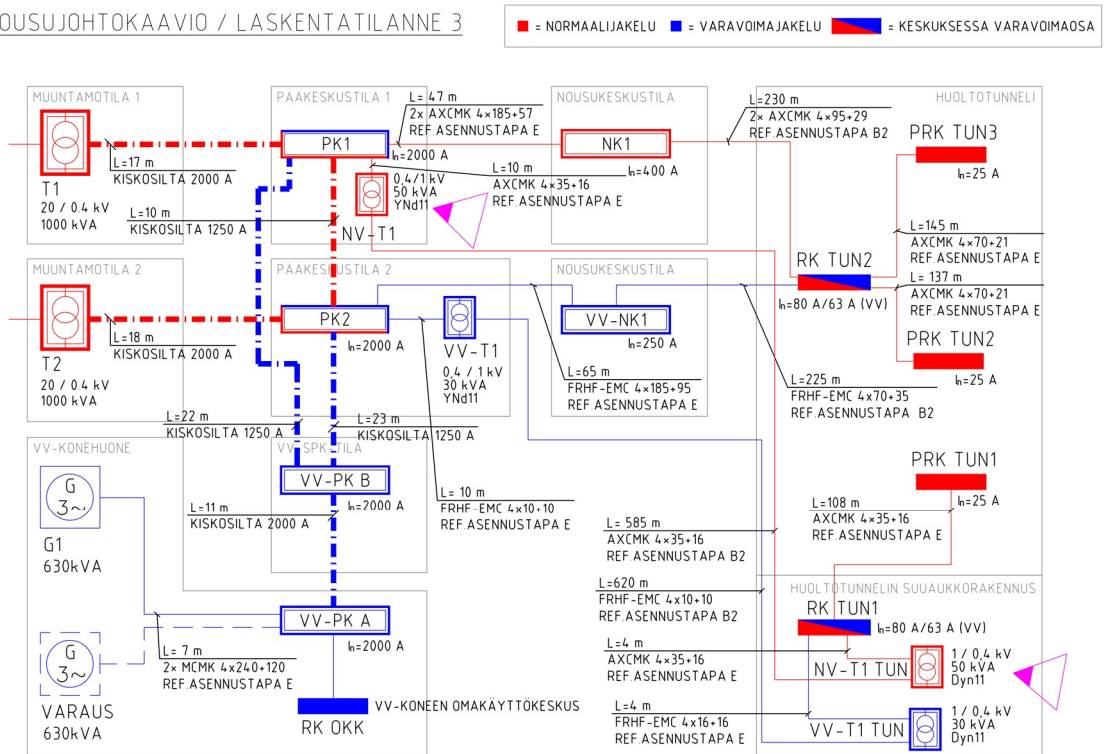 OUSUJOHTOKAAVIO / LASKENTATILANNE 3
= NORMAALIJAKELU
= VARAVOIMAJAKELU
= KESKUKSESSA VARAVOIMAOSA
MUUNTAMOTILA 1
T1
20 / 0.4 kV
1000 kVA
L=17 m
KISKOSILTA 2000 A
PÄÄKESKUSTILA 1
PK1
In=2000 A
L= 47 m
2x AXCMK 4x185+57
REF.ASENNUSTAPA E
0,4/1 kV
50 kVA
YNd11
NV-T1
L=10 m
AXCMK 4x35+16
REF.ASENNUSTAPA E
L=10 m
KISKOSILTA 1250 A
NOUSUKESKUSTILA
NK1
In=400 A
L=230 m
2x AXCMK 4x95+29
REF.ASENNUSTAPA B2
HUOLTOTUNNELI
PRK TUN3
In=25 A
L=145 m
AXCMK 4x70+21
REF.ASENNUSTAPA E
RK TUN2
In=80 A/63 A (VV)
L= 137 m
AXCMK 4x70+21
REF.ASENNUSTAPA E
PRK TUN2
In=25 A
MUUNTAMOTILA 2
T2
20 / 0.4 kV
1000 kVA
L=18 m
KISKOSILTA 2000 A
PÄÄKESKUSTILA 2
PK2
In=2000 A
VV-T1
0,4 / 1 kV
30 kVA
YNd11
NOUSUKESKUSTILA
VV-NK1
In=250 A
L=65 m
FRHF-EMC 4x185+95
REF.ASENNUSTAPA E
L=225 m
FRHF-EMC 4x70+35
REF.ASENNUSTAPA B2
L=22 m
KISKOSILTA 1250 A
L=23 m
KISKOSILTA 1250 A
VV-KONEHUONE
G
3~
G1
630kVA
VV-SPK-TILA
VV-PK B
In=2000 A
L=11 m
KISKOSILTA 2000 A
L= 10 m
FRHF-EMC 4x10+10
REF.ASENNUSTAPA E
PRK TUN1
In=25 A
L=108 m
AXCMK 4x35+16
REF.ASENNUSTAPA E
L= 585 m
AXCMK 4x35+16
REF.ASENNUSTAPA B2
L=620 m
FRHF-EMC 4x10+10
REF.ASENNUSTAPA B2
HUOLTOTUNNELIN SUUAUKKORAKENNUS
RK TUN1
In=80 A/63 A (VV)
VV-PK A
In=2000 A
G
3~
VARAUS
630kVA
L= 7 m
2x MCMK 4x240+120
REF.ASENNUSTAPA E
RK OKK
VV-KONEEN OMAKÄYTTÖKESKUS
L=4 m
AXCMK 4x35+16
REF.ASENNUSTAPA E
NV-T1 TUN
1 / 0,4 kV
50 kVA
Dyn11
L=4 m
FRHF-EMC 4x16+16
REF.ASENNUSTAPA E
VV-T1 TUN
1 / 0,4 kV
30 kVA
Dyn11